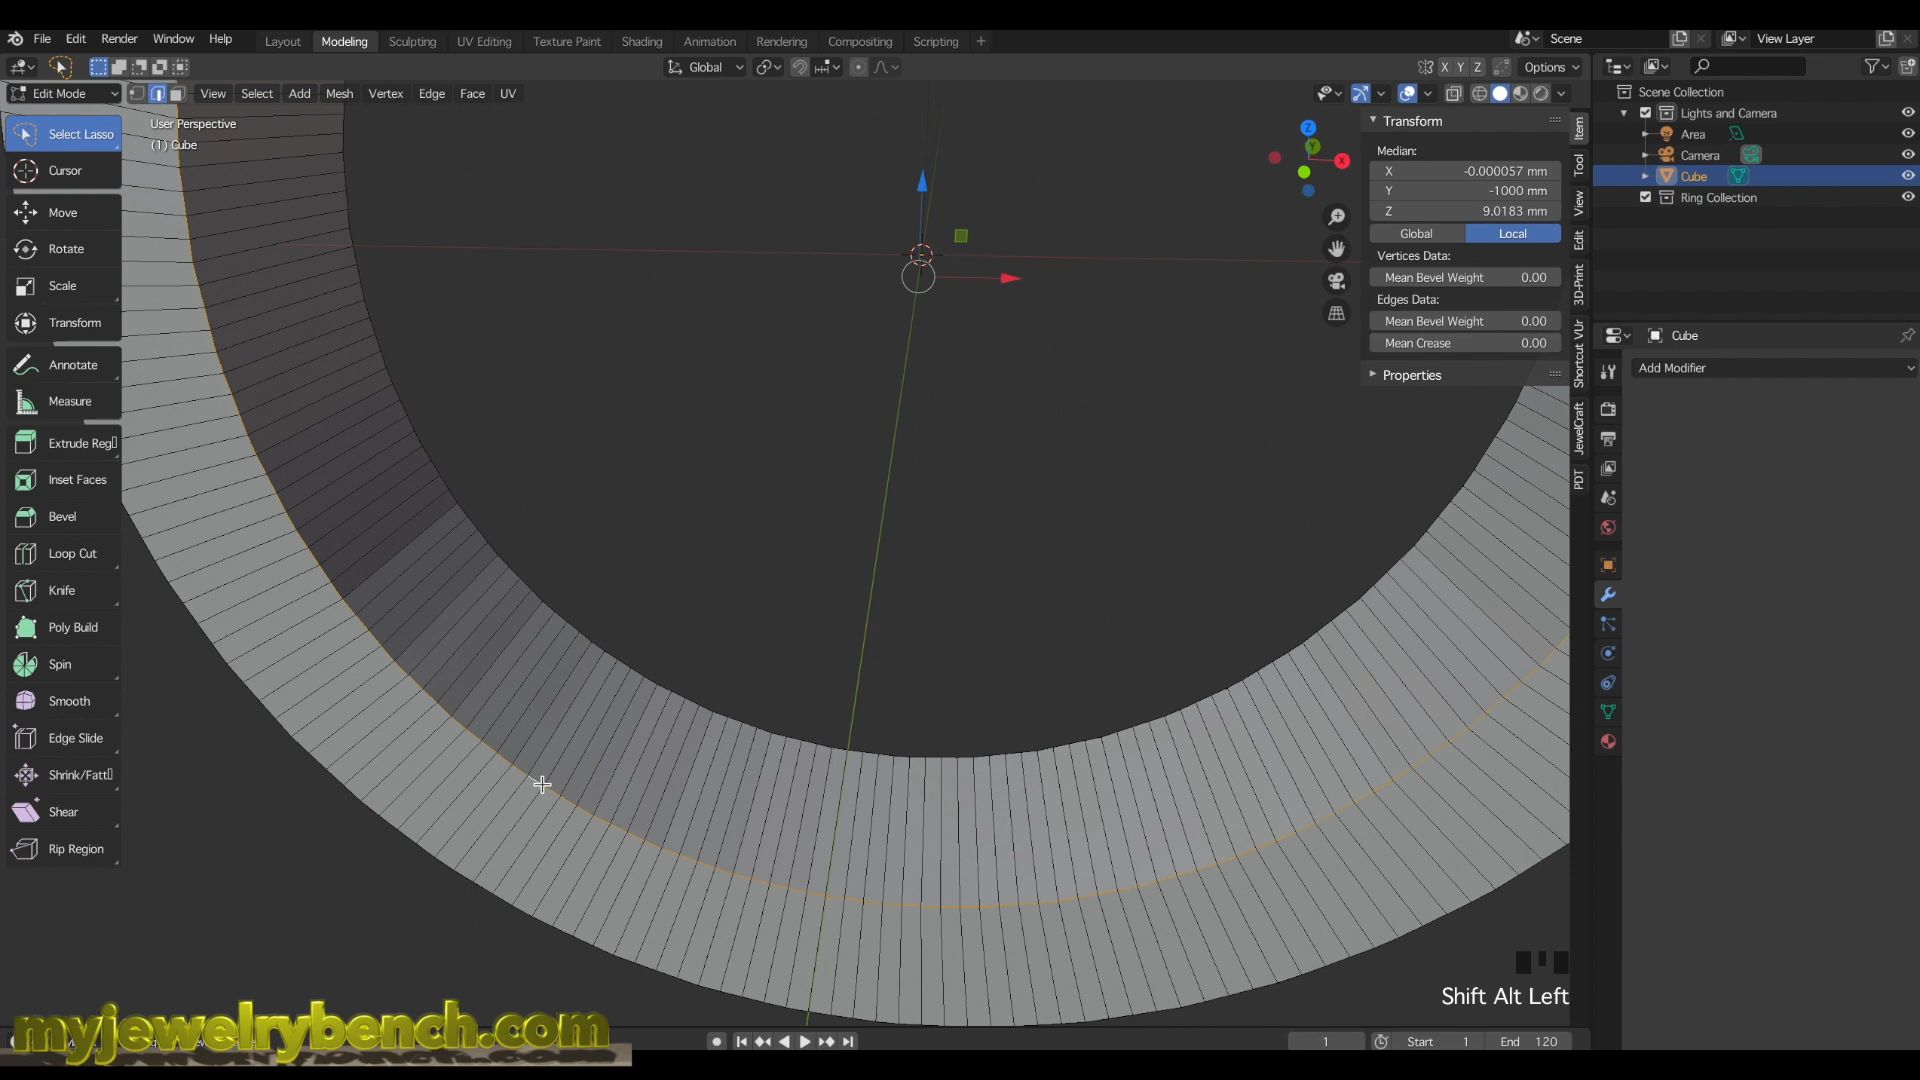 File Edit Render Window Help Layout Modeling Sculpting UV Editing Texture Paint Shading Animation Rendering Compositing Scripting + Scene View Layer
Global X Y Z Options
Edit Mode View Select Add Mesh Vertex Edge Face UV
User Perspective
(1) Cube
Select Lasso
Cursor
Move
Rotate
Scale
Transform
Annotate
Measure
Extrude Reg
Inset Faces
Bevel
Loop Cut
Knife
Poly Build
Spin
Smooth
Edge Slide
Shrink/Fatt
Shear
Rip Region
Z
X
Transform
Median:
X -0.000057 mm
Y -1000 mm
Z 9.0183 mm
Global Local
Vertices Data:
Mean Bevel Weight 0.00
Edges Data:
Mean Bevel Weight 0.00
Mean Crease 0.00
Properties
Item
Tool
View
Edit
3D-Print
Shortcut VUr
JewelCraft
PDT
Scene Collection
Lights and Camera
Area
Camera
Cube
Ring Collection
Cube
Add Modifier
Shift Alt Left
myjewelrybench.com
1 Start 1 End 120